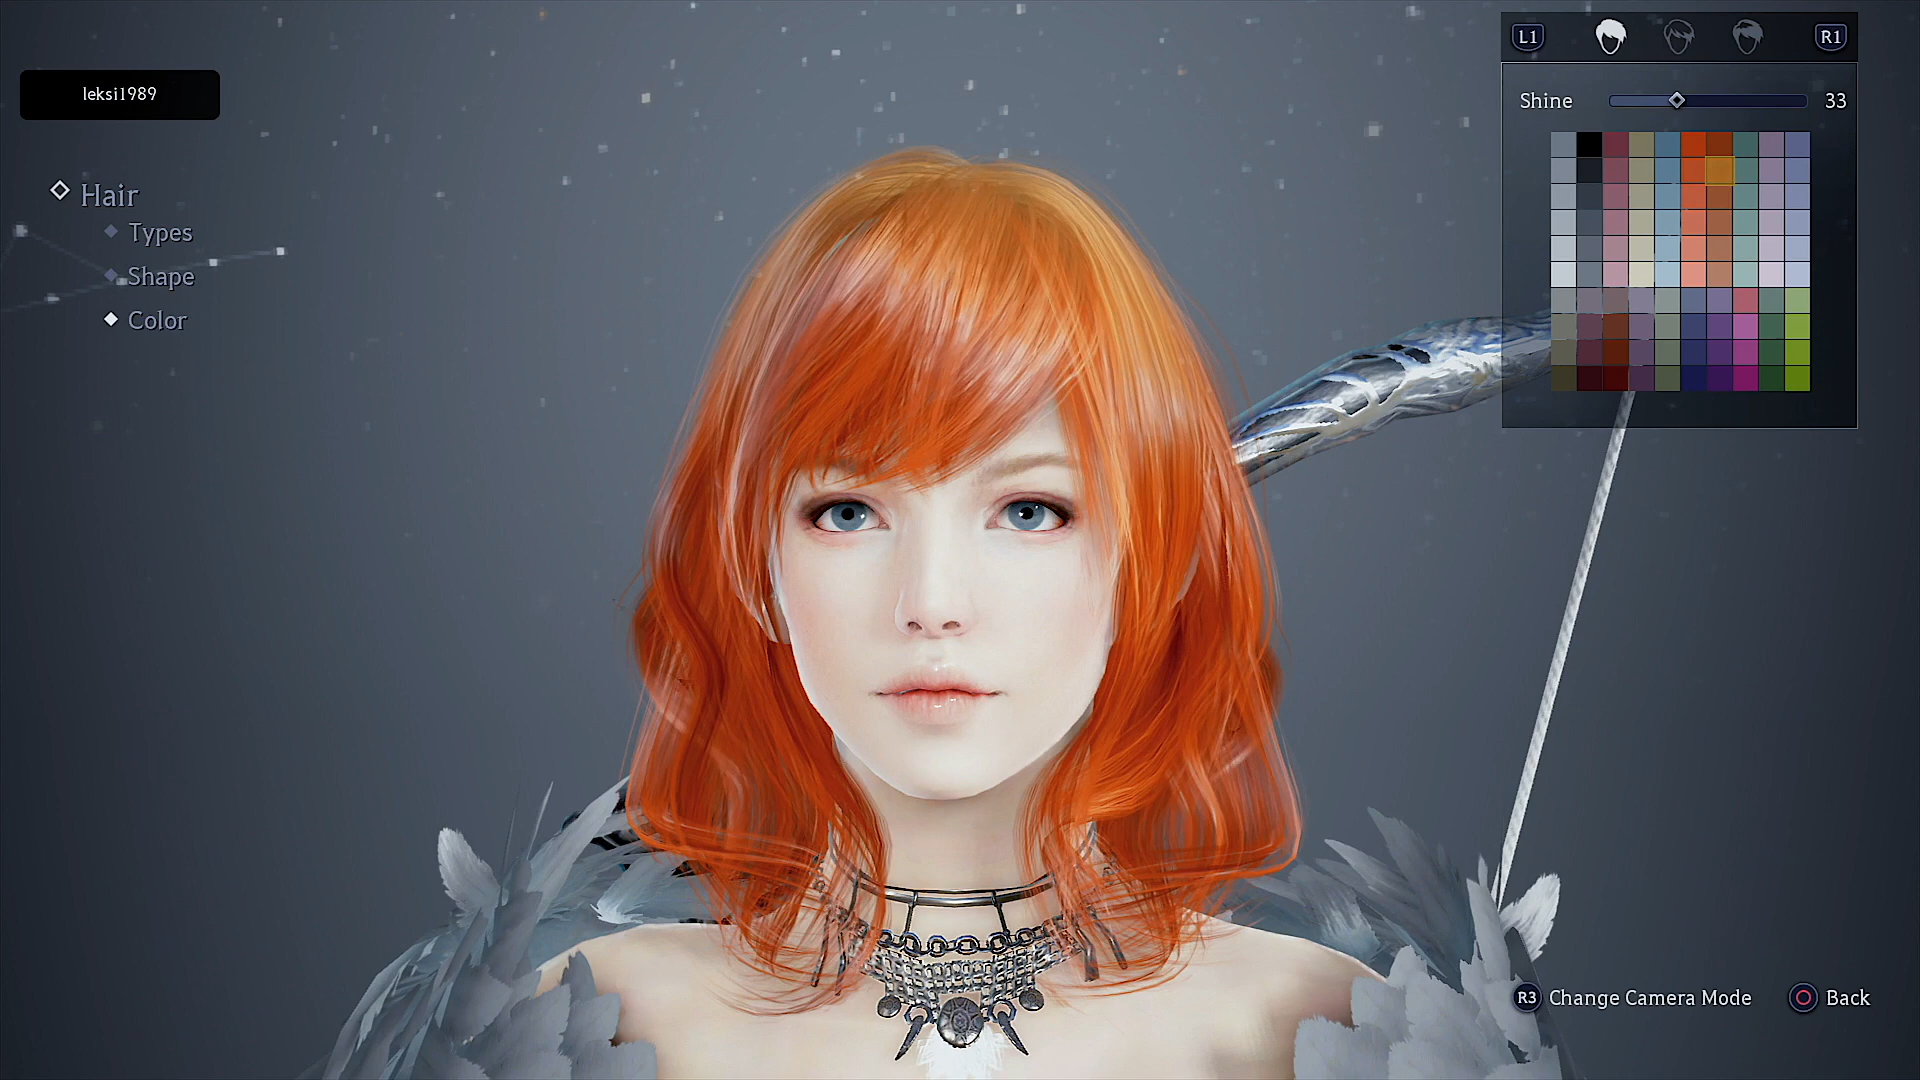 leksi1989
Hair
Types
Shape
Color
L1 R1
Shine 33
R3 Change Camera Mode Back